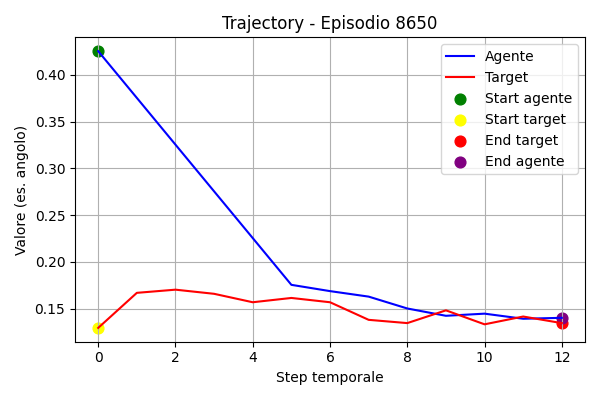 Trajectory - Episodio 8650
Valore (es. angolo)
0.40
0.35
0.30
0.25
0.20
0.15
Agente
Target
Start agente
Start target
End target
End agente
0 2 4 6 8 10 12
Step temporale